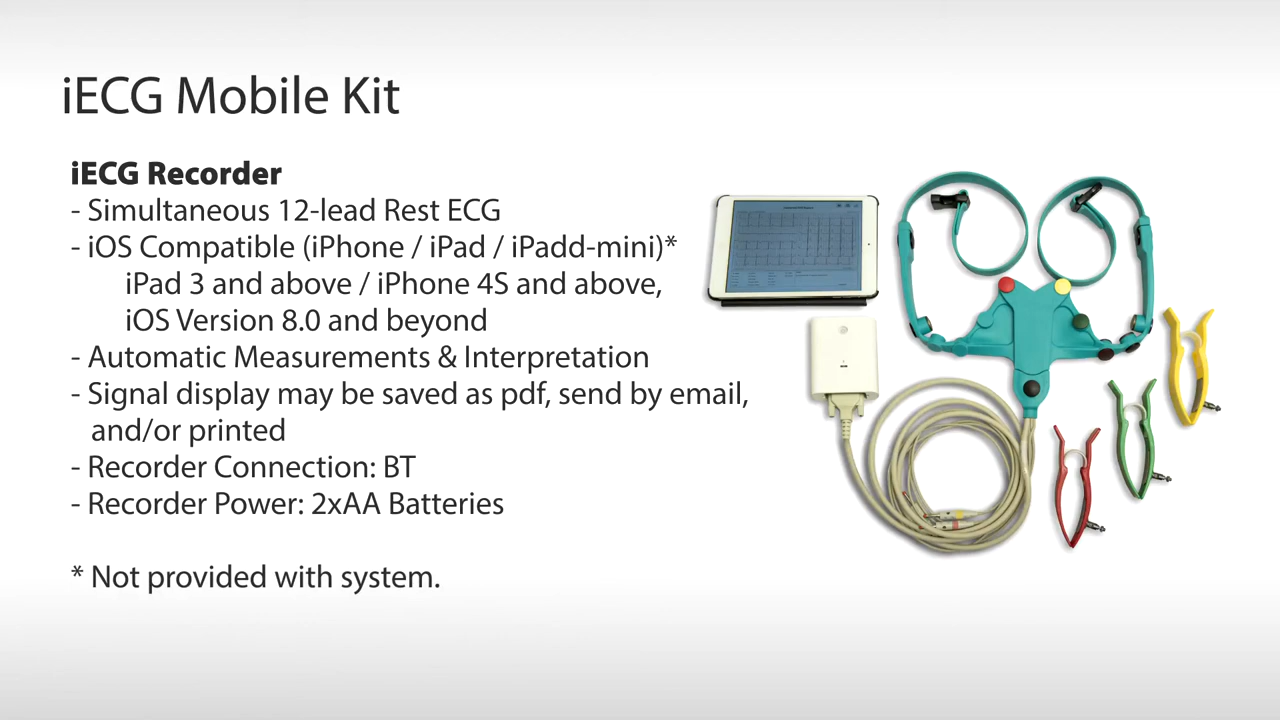 iECG Mobile Kit
iECG Recorder
- Simultaneous 12-lead Rest ECG
- iOS Compatible (iPhone / iPad / iPadd-mini)*
iPad 3 and above / iPhone 4S and above,
iOS Version 8.0 and beyond
- Automatic Measurements & Interpretation
- Signal display may be saved as pdf, send by email,
and/or printed
- Recorder Connection: BT
- Recorder Power: 2xAA Batteries
* Not provided with system.